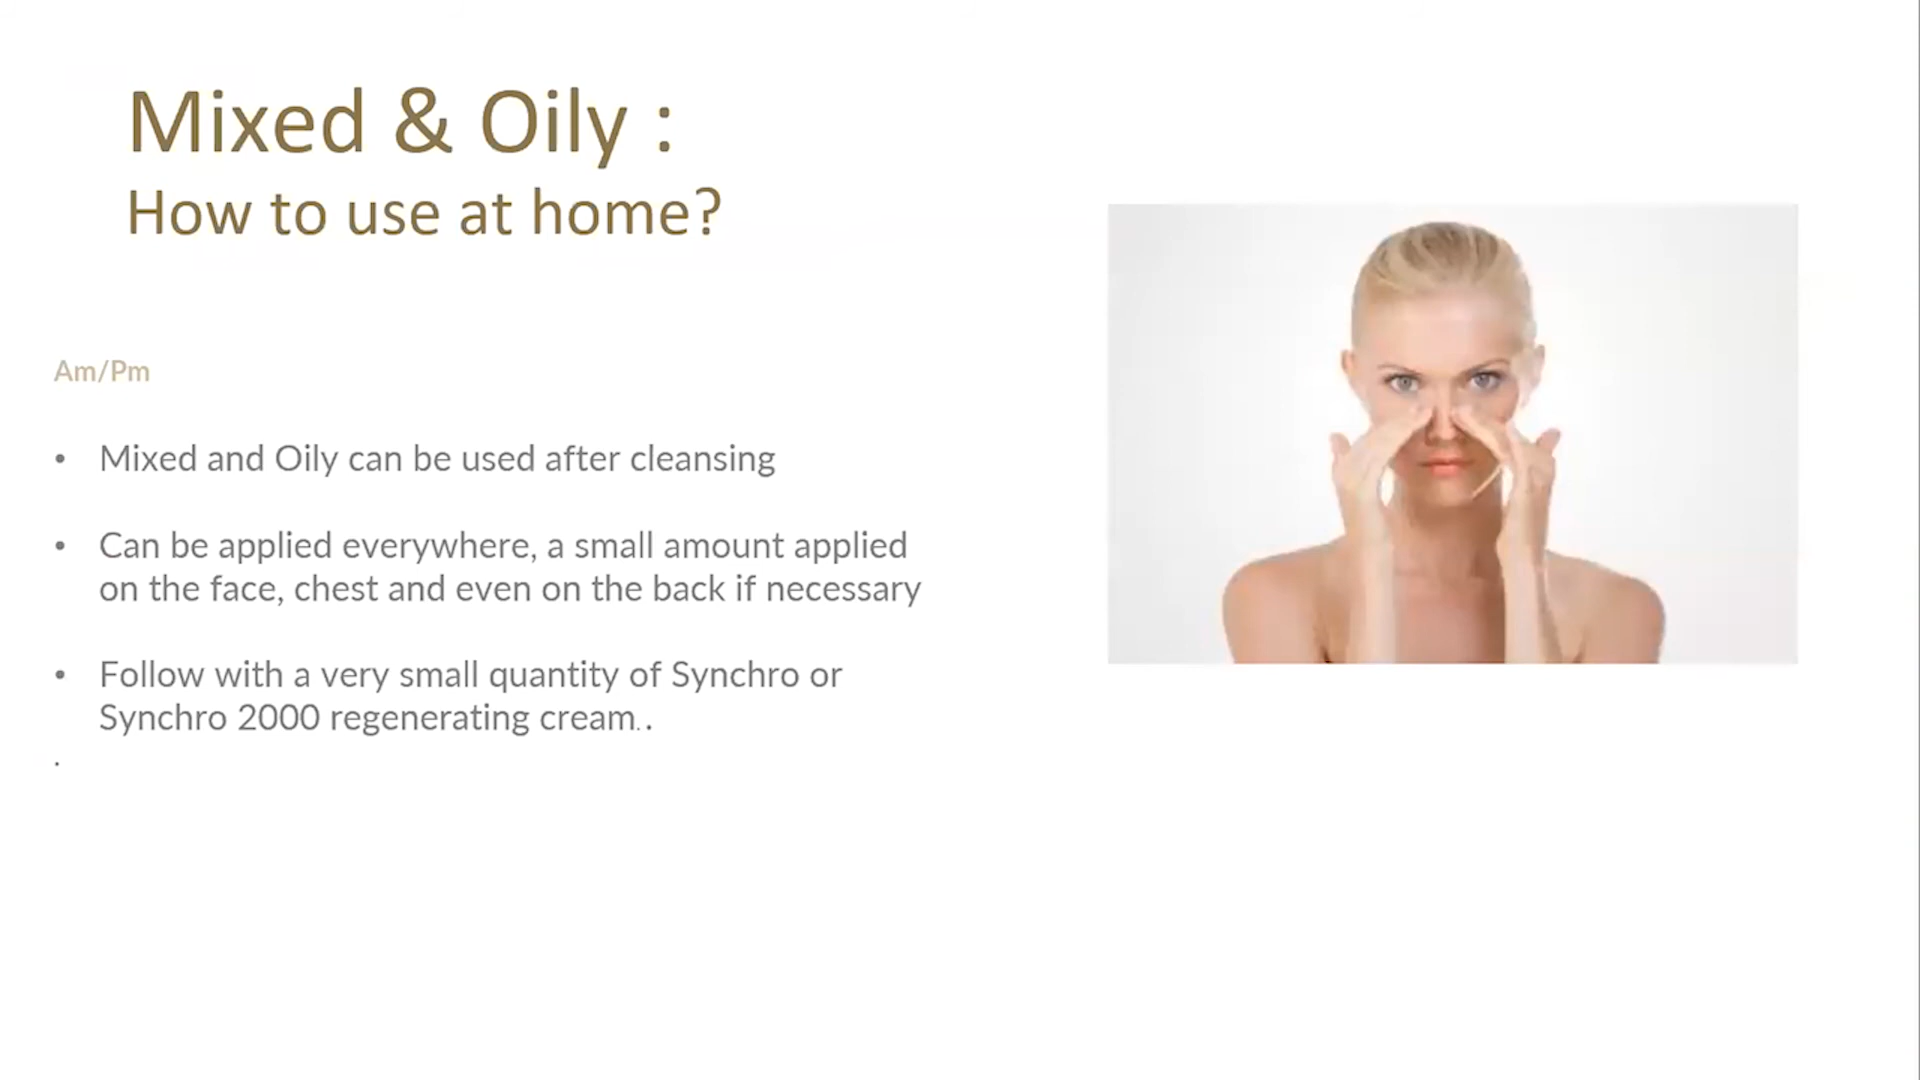 Mixed & Oily :
How to use at home?
Am/Pm
• Mixed and Oily can be used after cleansing
• Can be applied everywhere, a small amount applied
on the face, chest and even on the back if necessary
• Follow with a very small quantity of Synchro or
Synchro 2000 regenerating cream. .
.